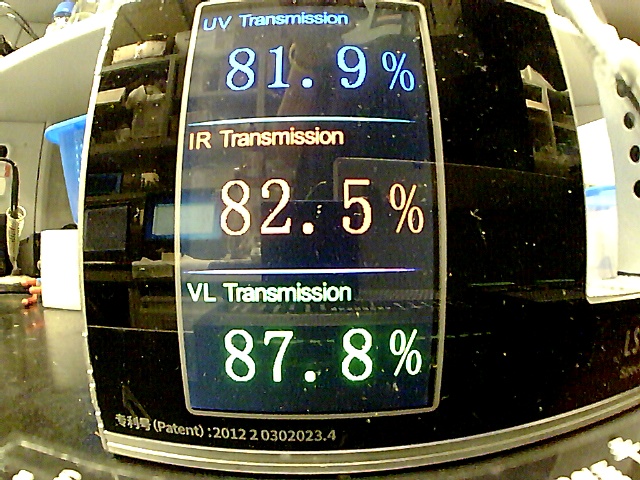 UV Transmission
81.9%
IR Transmission
82.5%
VL Transmission
87.8%
专利号(Patent):2012 2 0302023.4
LS